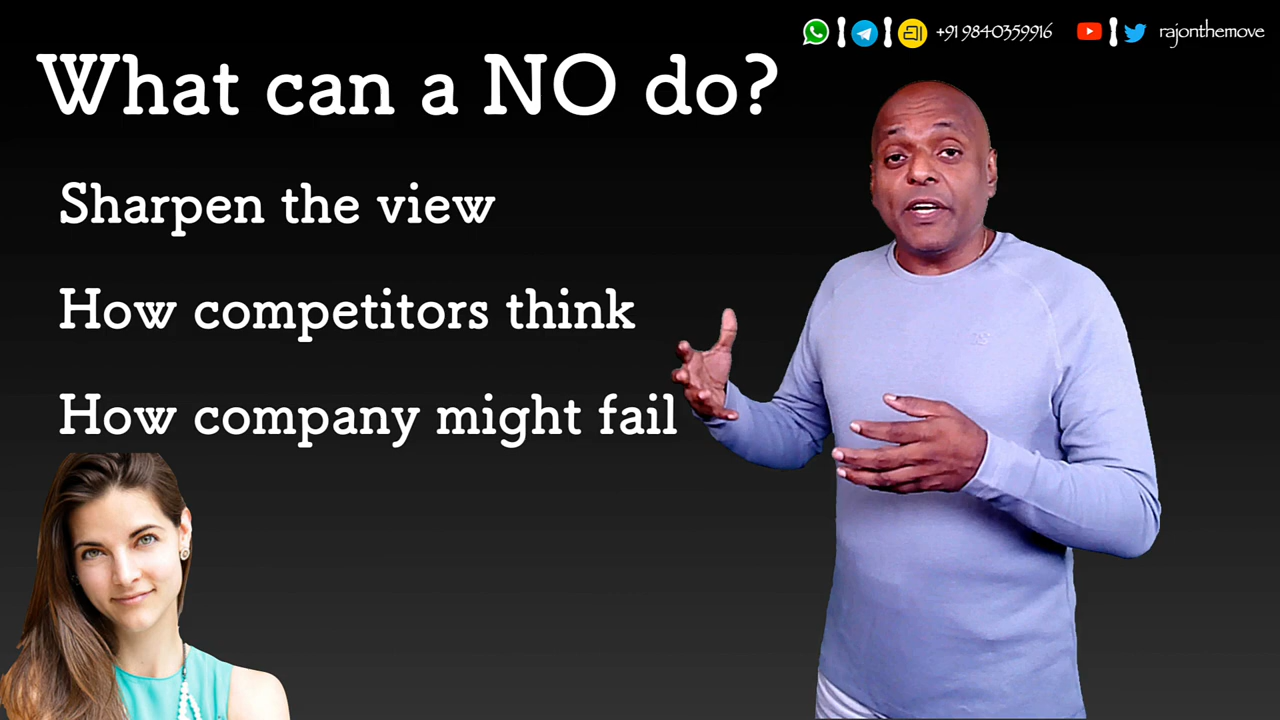 +91 9840359916 rajonthemove
What can a NO do?
Sharpen the view
How competitors think
How company might fail